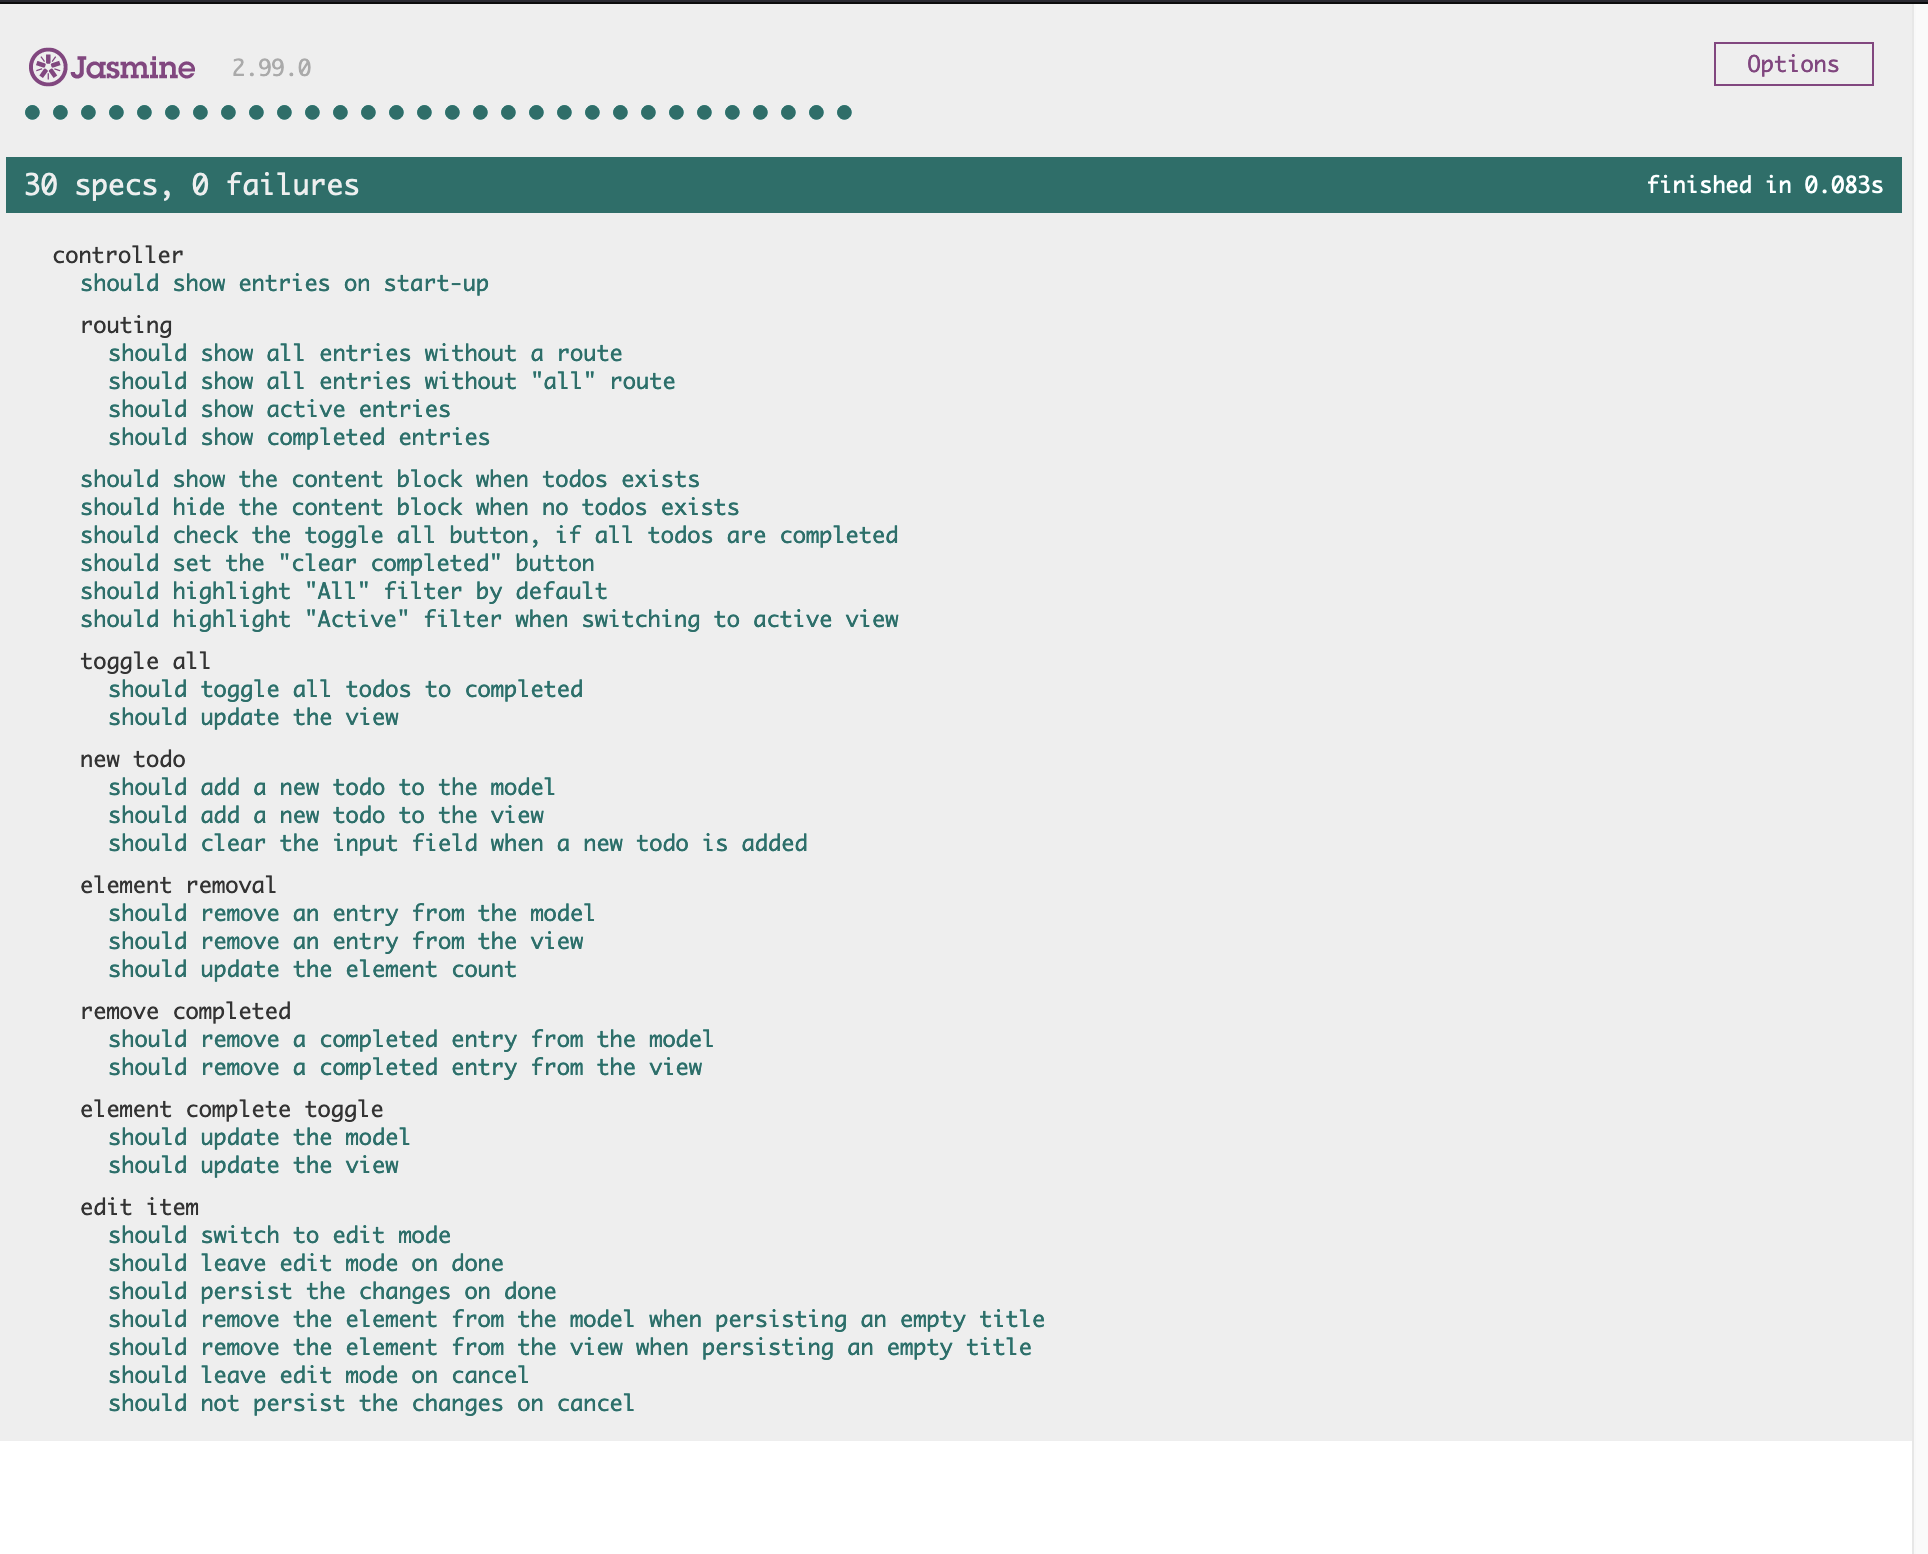 Jasmine 2.99.0 Options
30 specs, 0 failures finished in 0.083s
controller
should show entries on start-up
routing
should show all entries without a route
should show all entries without "all" route
should show active entries
should show completed entries
should show the content block when todos exists
should hide the content block when no todos exists
should check the toggle all button, if all todos are completed
should set the "clear completed" button
should highlight "All" filter by default
should highlight "Active" filter when switching to active view
toggle all
should toggle all todos to completed
should update the view
new todo
should add a new todo to the model
should add a new todo to the view
should clear the input field when a new todo is added
element removal
should remove an entry from the model
should remove an entry from the view
should update the element count
remove completed
should remove a completed entry from the model
should remove a completed entry from the view
element complete toggle
should update the model
should update the view
edit item
should switch to edit mode
should leave edit mode on done
should persist the changes on done
should remove the element from the model when persisting an empty title
should remove the element from the view when persisting an empty title
should leave edit mode on cancel
should not persist the changes on cancel